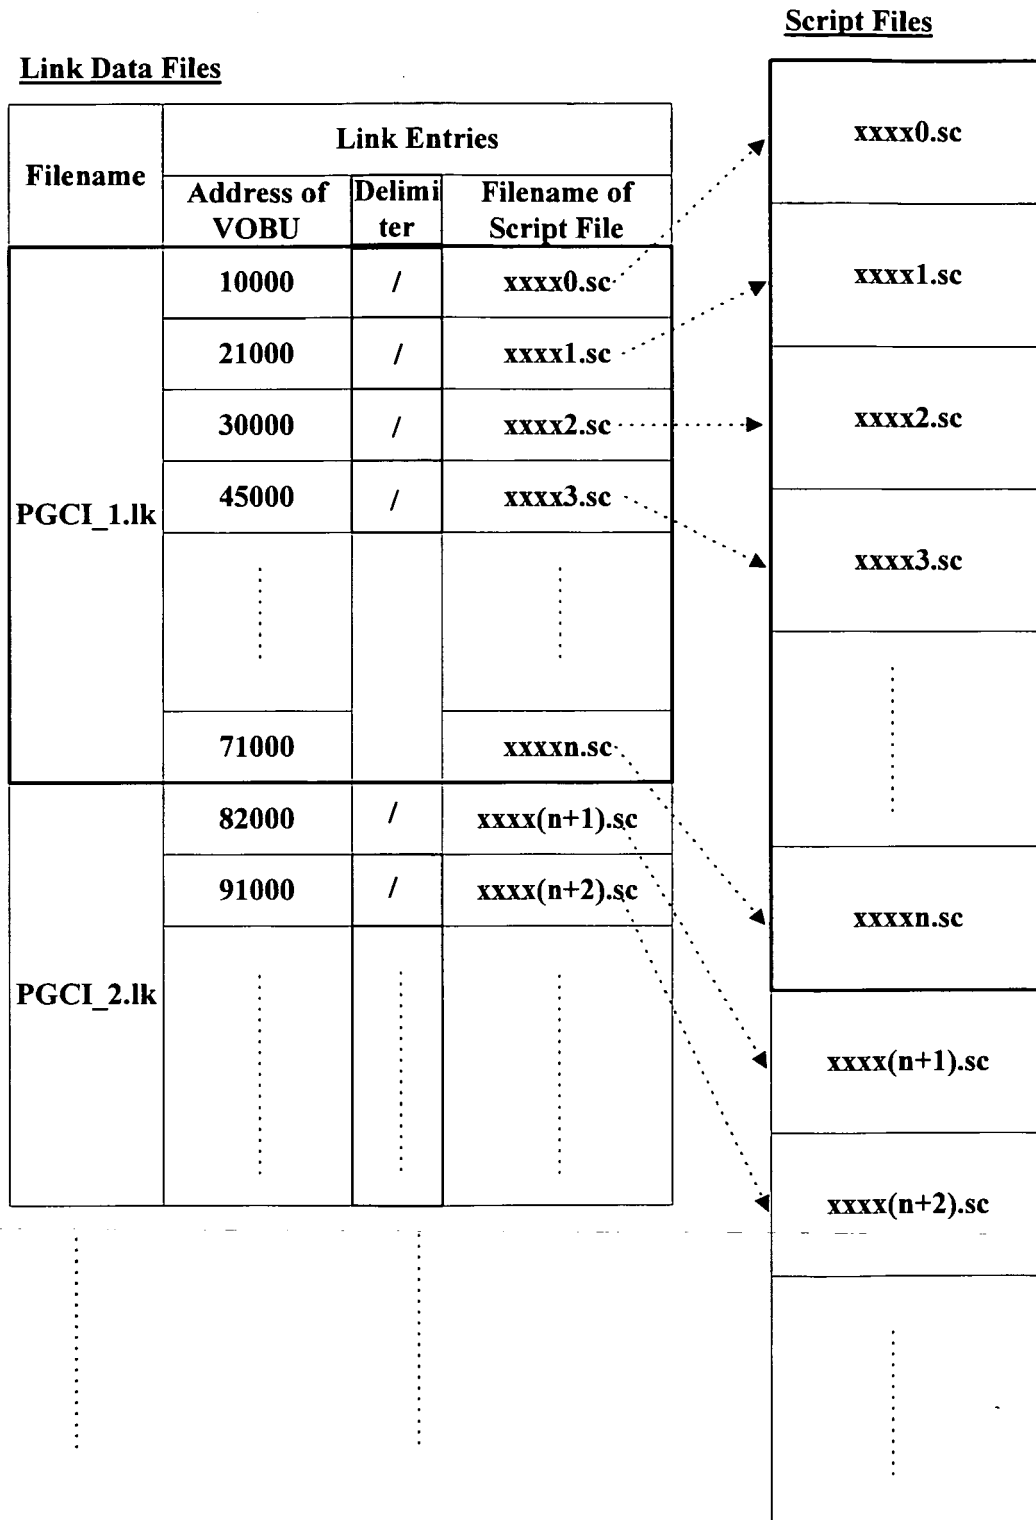 Script Files
Link Data Files
Filename
Link Entries
Address of
VOBU
Delimi
ter
Filename of
Script File
PGCI_1.lk
10000 / xxxx0.sc
21000 / xxxx1.sc
30000 / xxxx2.sc
45000 / xxxx3.sc
71000 xxxxn.sc
PGCI_2.lk
82000 / xxxx(n+1).sc
91000 / xxxx(n+2).sc
xxxx0.sc
xxxx1.sc
xxxx2.sc
xxxx3.sc
xxxxn.sc
xxxx(n+1).sc
xxxx(n+2).sc